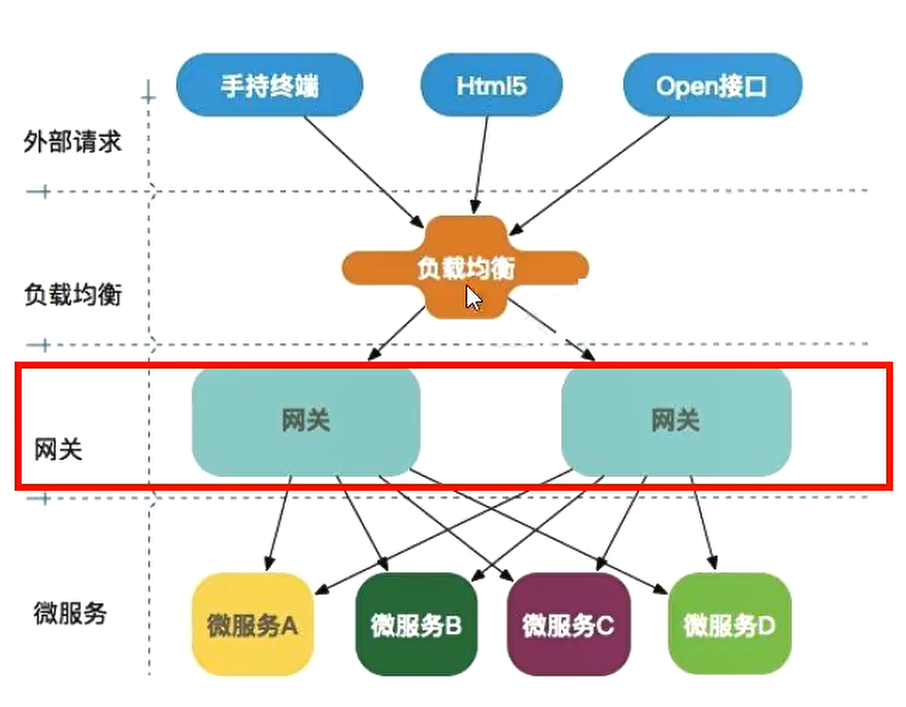 手持终端
Html5
Open接口
外部请求
负载均衡
负载均衡
网关
网关
网关
微服务
微服务A
微服务B
微服务C
微服务D